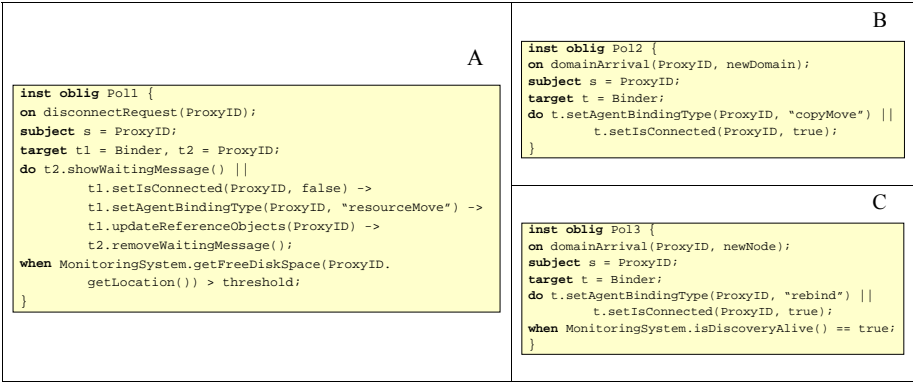 A
inst oblig Pol1 {
on disconnectRequest(ProxyID);
subject s = ProxyID;
target t1 = Binder, t2 = ProxyID;
do t2.showWaitingMessage() ||
t1.setIsConnected(ProxyID, false) ->
t1.setAgentBindingType(ProxyID, “resourceMove”) ->
t1.updateReferenceObjects(ProxyID) ->
t2.removeWaitingMessage();
when MonitoringSystem.getFreeDiskSpace(ProxyID.
getLocation()) > threshold;
}
B
inst oblig Pol2 {
on domainArrival(ProxyID, newDomain);
subject s = ProxyID;
target t = Binder;
do t.setAgentBindingType(ProxyID, “copyMove”) ||
t.setIsConnected(ProxyID, true);
}
C
inst oblig Pol3 {
on domainArrival(ProxyID, newNode);
subject s = ProxyID;
target t = Binder;
do t.setAgentBindingType(ProxyID, “rebind”) ||
t.setIsConnected(ProxyID, true);
when MonitoringSystem.isDiscoveryAlive() == true;
}